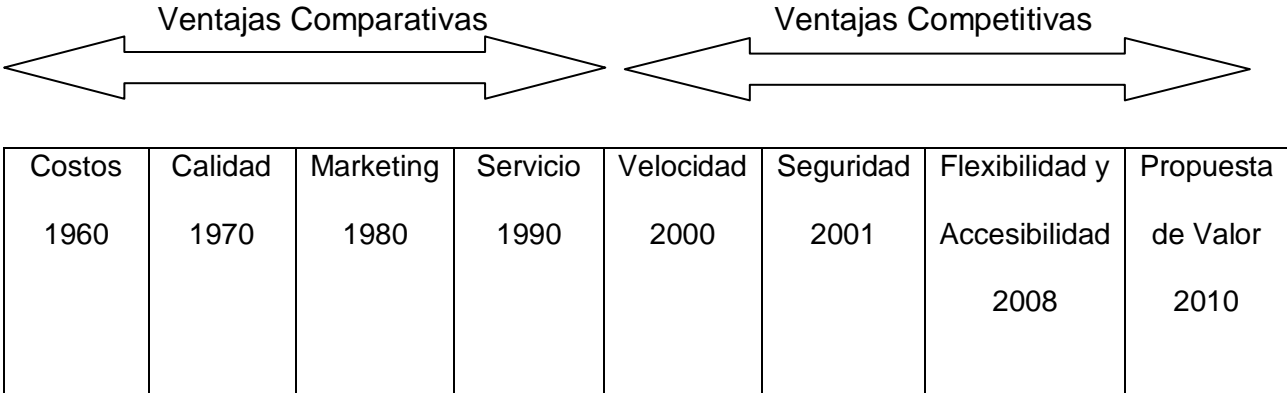 Ventajas Comparativas Ventajas Competitivas
Costos Calidad Marketing Servicio Velocidad Seguridad Flexibilidad y Propuesta
1960 1970 1980 1990 2000 2001 Accesibilidad de Valor
2008 2010